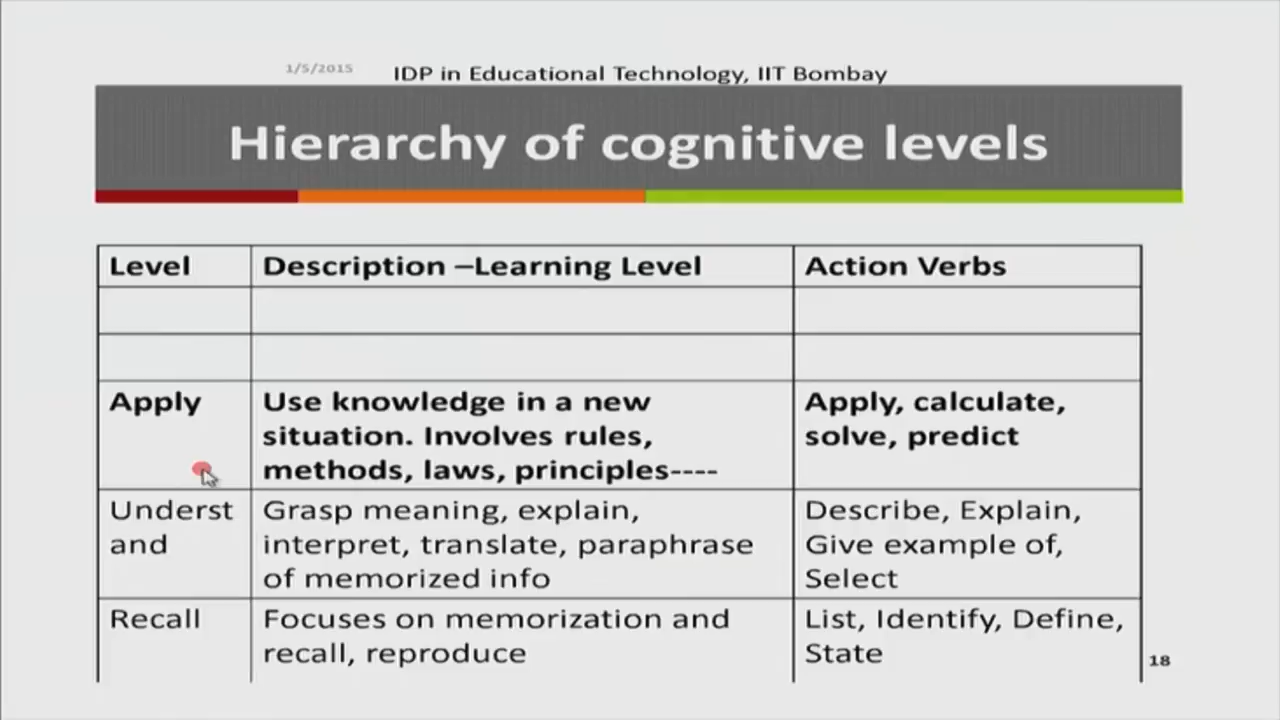 1/5/2015 IDP in Educational Technology, IIT Bombay
Hierarchy of cognitive levels
Level Description –Learning Level Action Verbs
Apply Use knowledge in a new Apply, calculate,
situation. Involves rules, solve, predict
methods, laws, principles----
Underst Grasp meaning, explain, Describe, Explain,
and interpret, translate, paraphrase Give example of,
of memorized info Select
Recall Focuses on memorization and List, Identify, Define,
recall, reproduce State
18